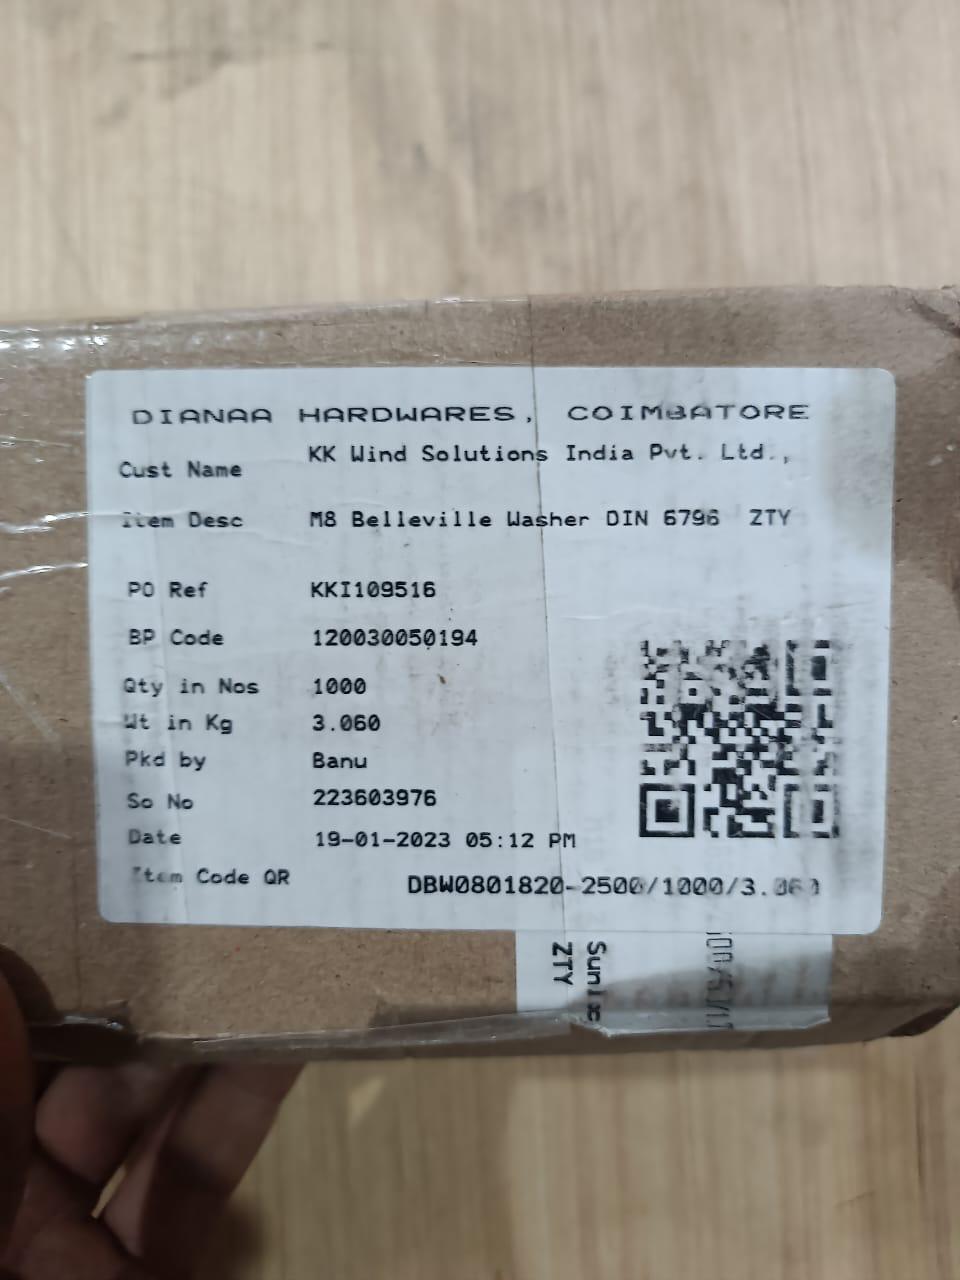 DIANAA HARDWARES, COIMBATORE
Cust Name KK Wind Solutions India Pvt. Ltd.,
Item Desc M8 Belleville Washer DIN 6796 ZTY
PO Ref KKI109516
BP Code 120030050194
Qty in Nos 1000
Wt in Kg 3.060
Pkd by Banu
So No 223603976
Date 19-01-2023 05:12 PM
Item Code QR DBW0801820-2500/1000/3.060
ZTY